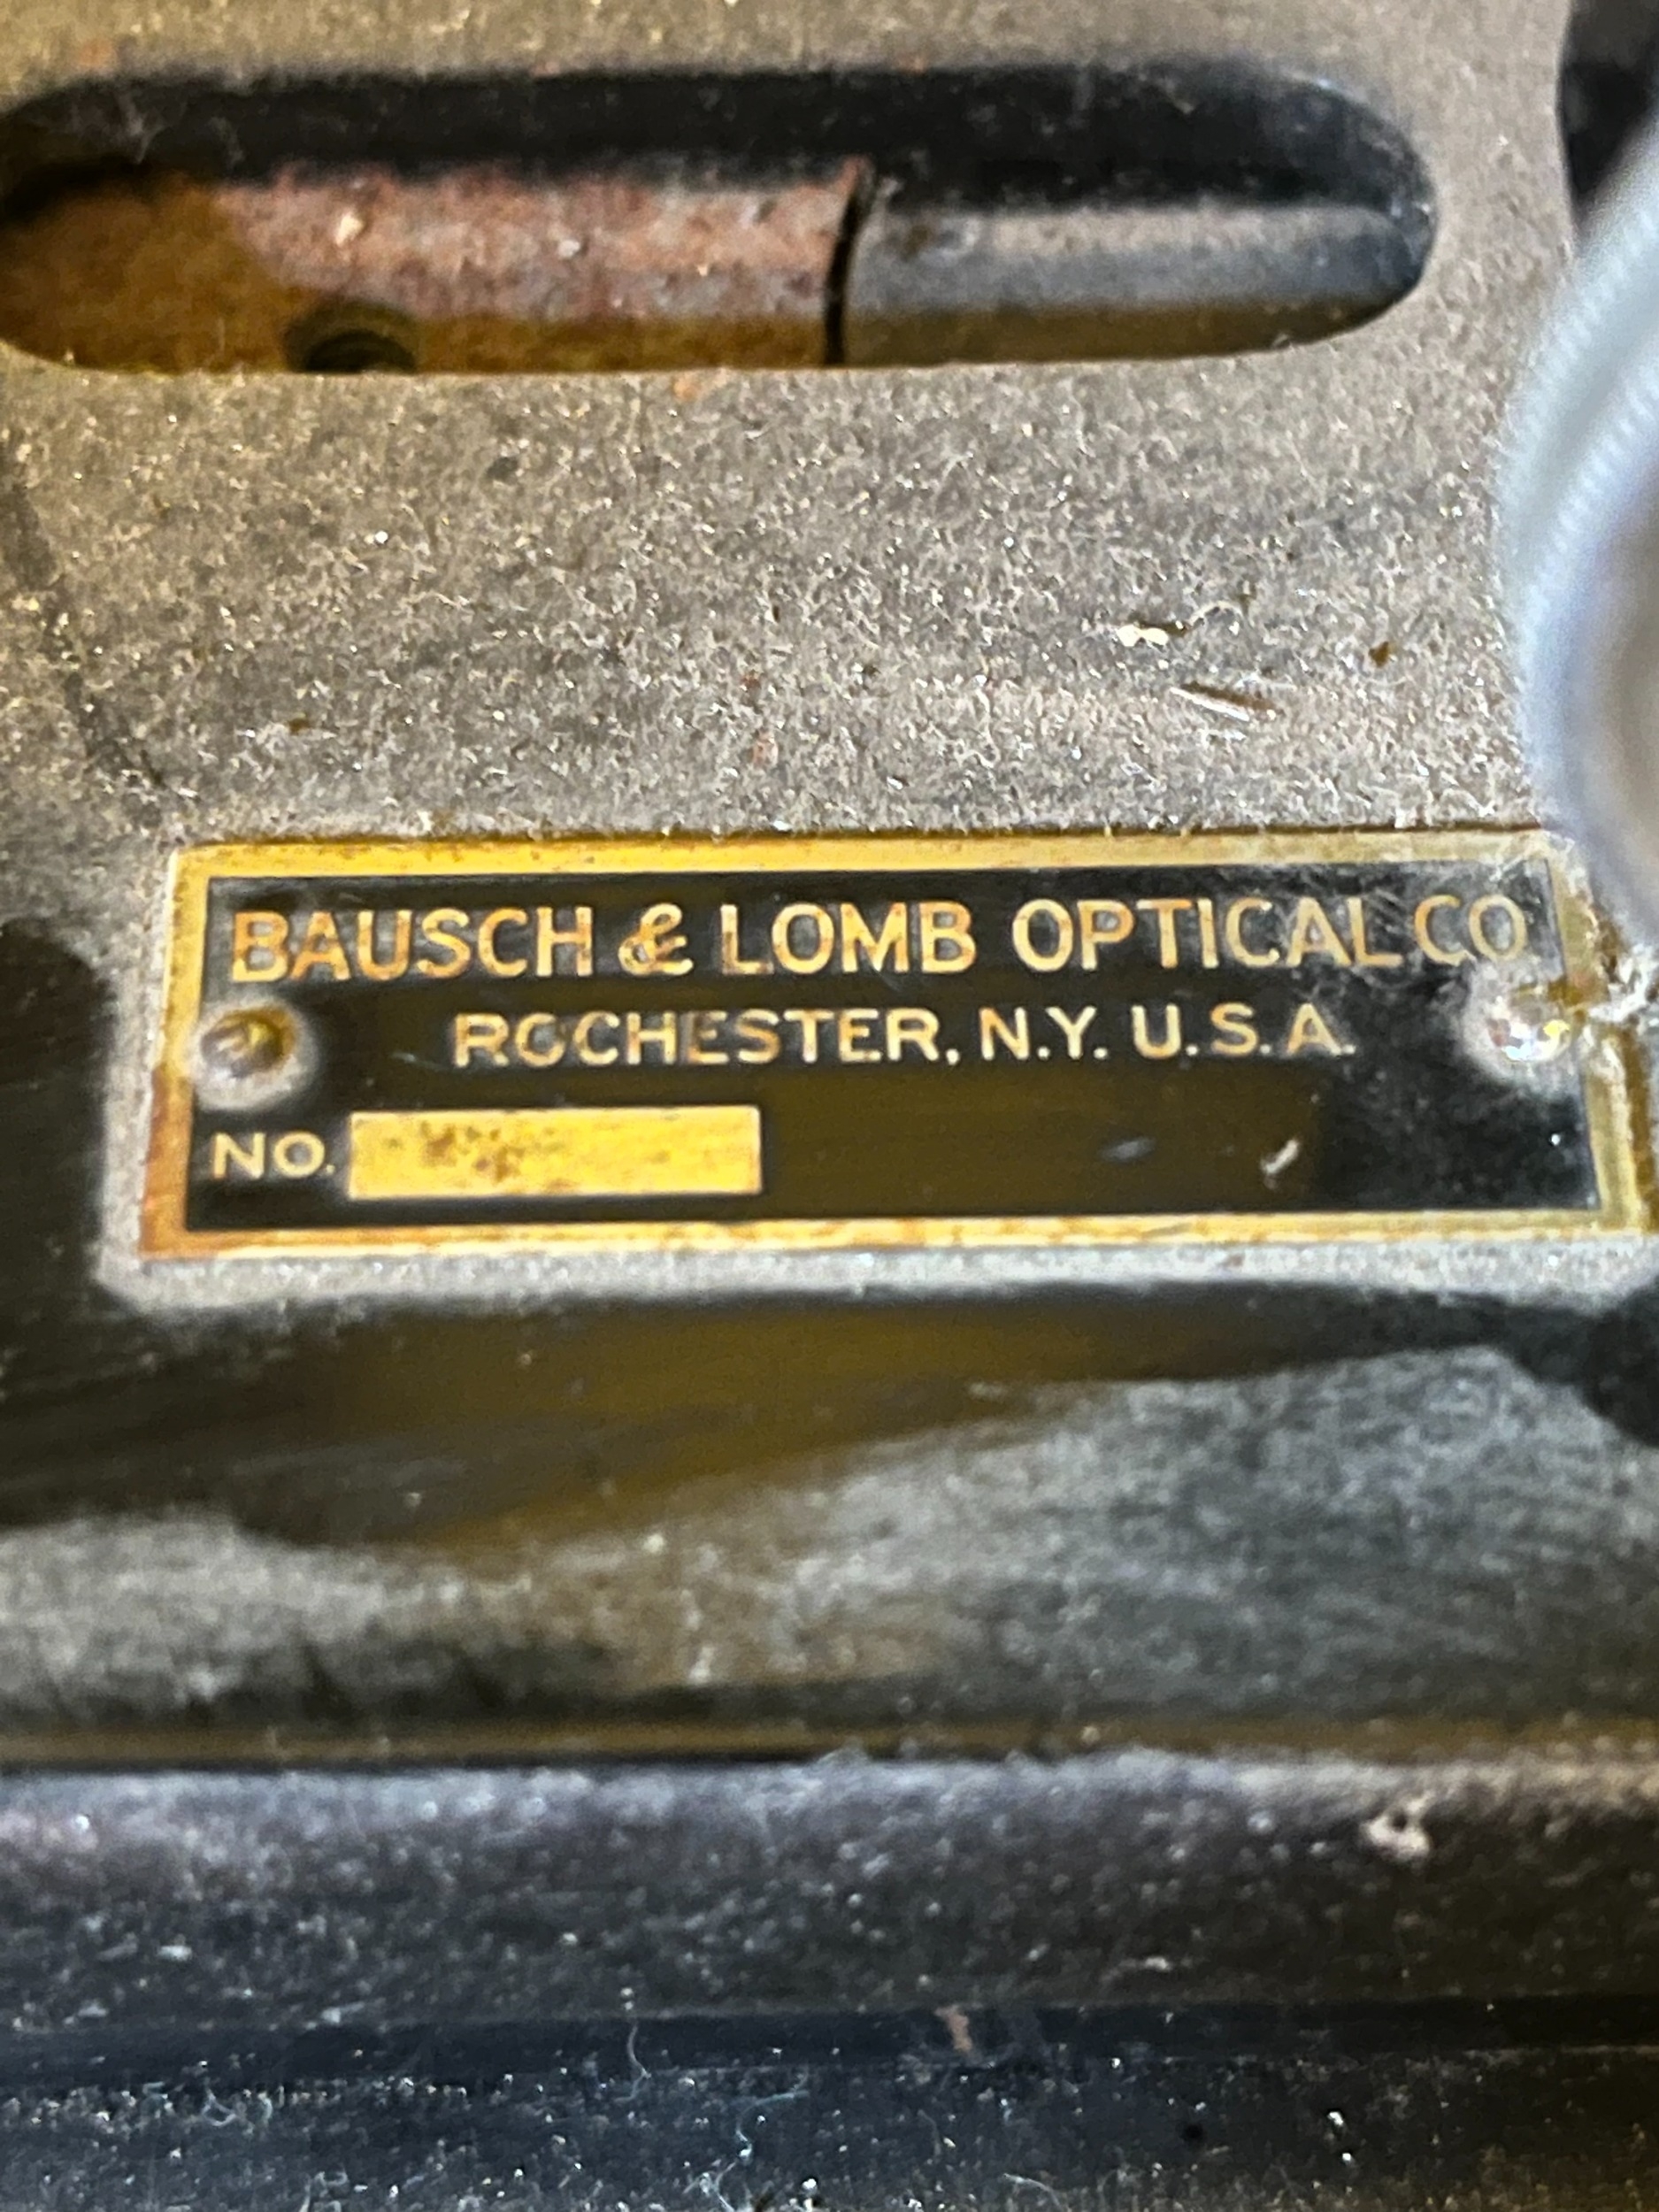 BAUSCH & LOMB OPTICAL CO
ROCHESTER, N.Y. U.S.A.
NO.